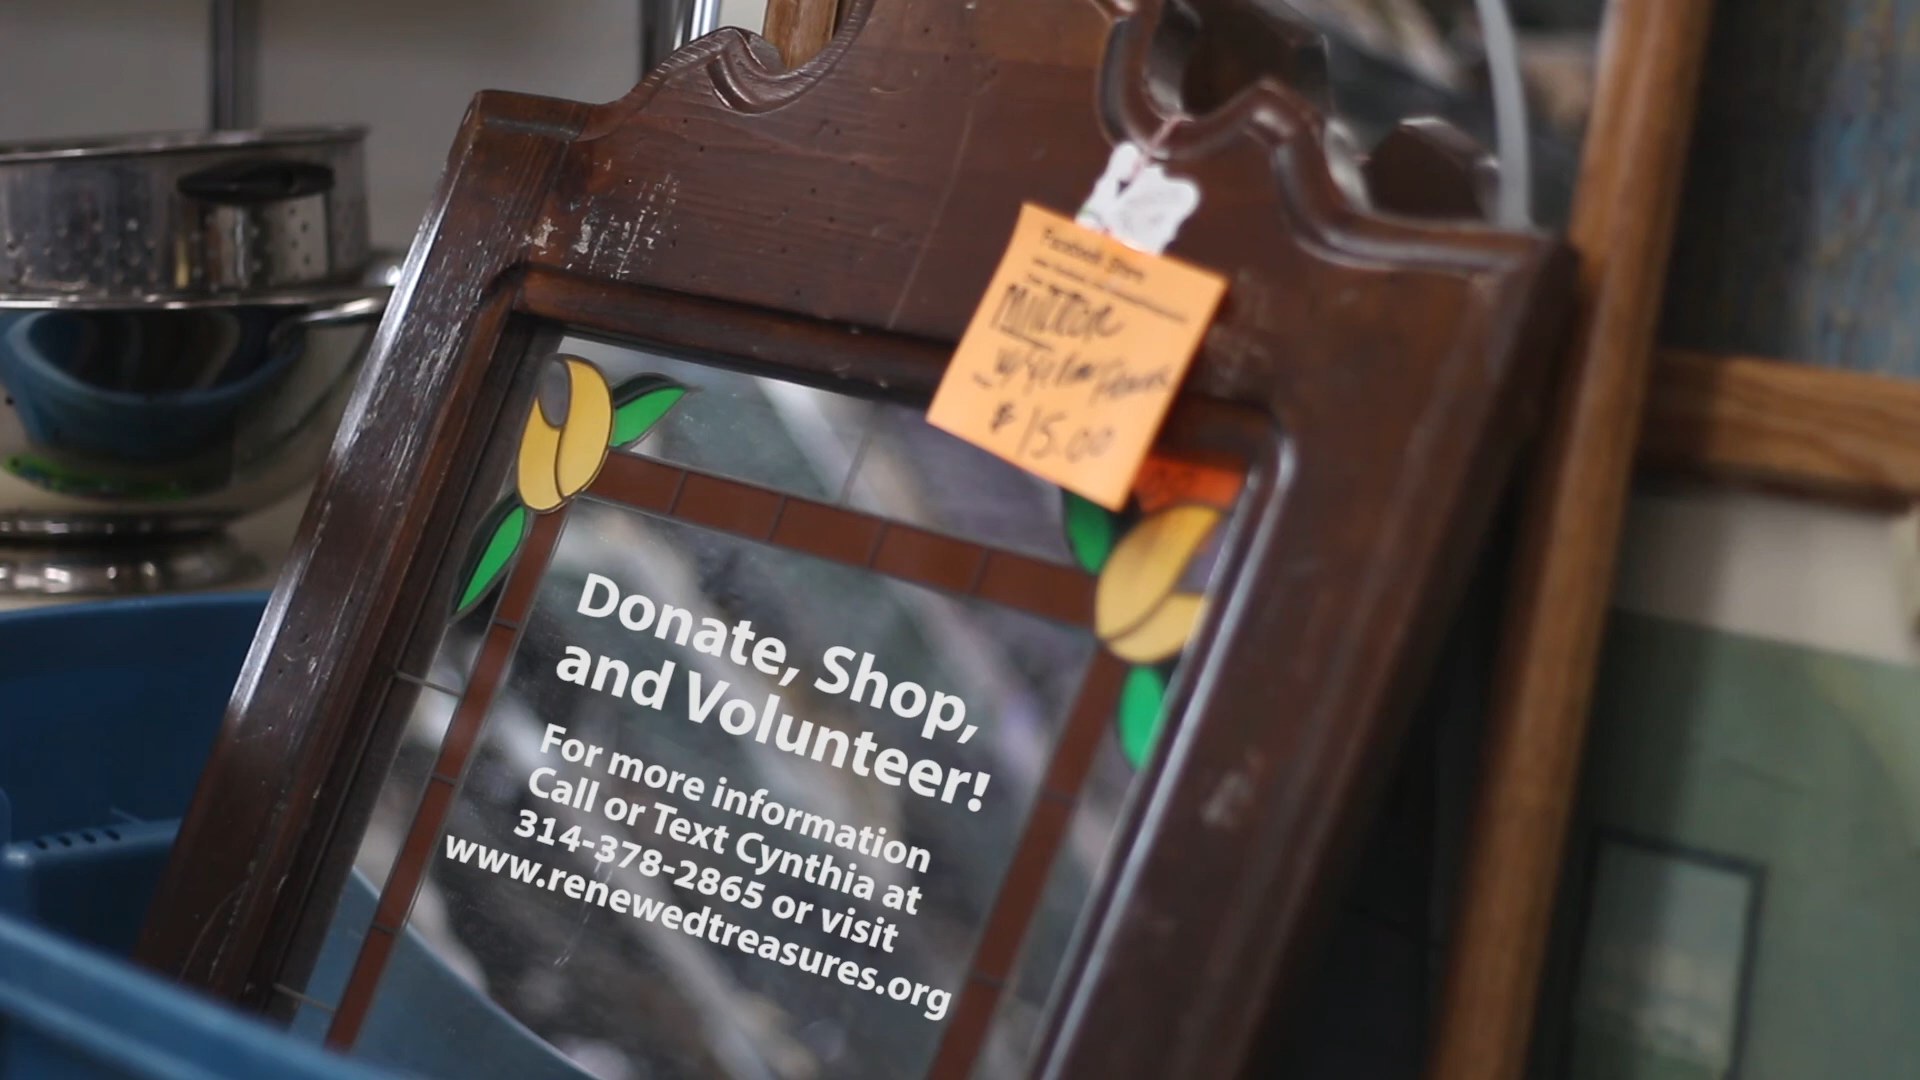 Mirror
$15.00
Donate, Shop,
and Volunteer!
For more information
Call or Text Cynthia at
314-378-2865 or visit
www.renewedtreasures.org